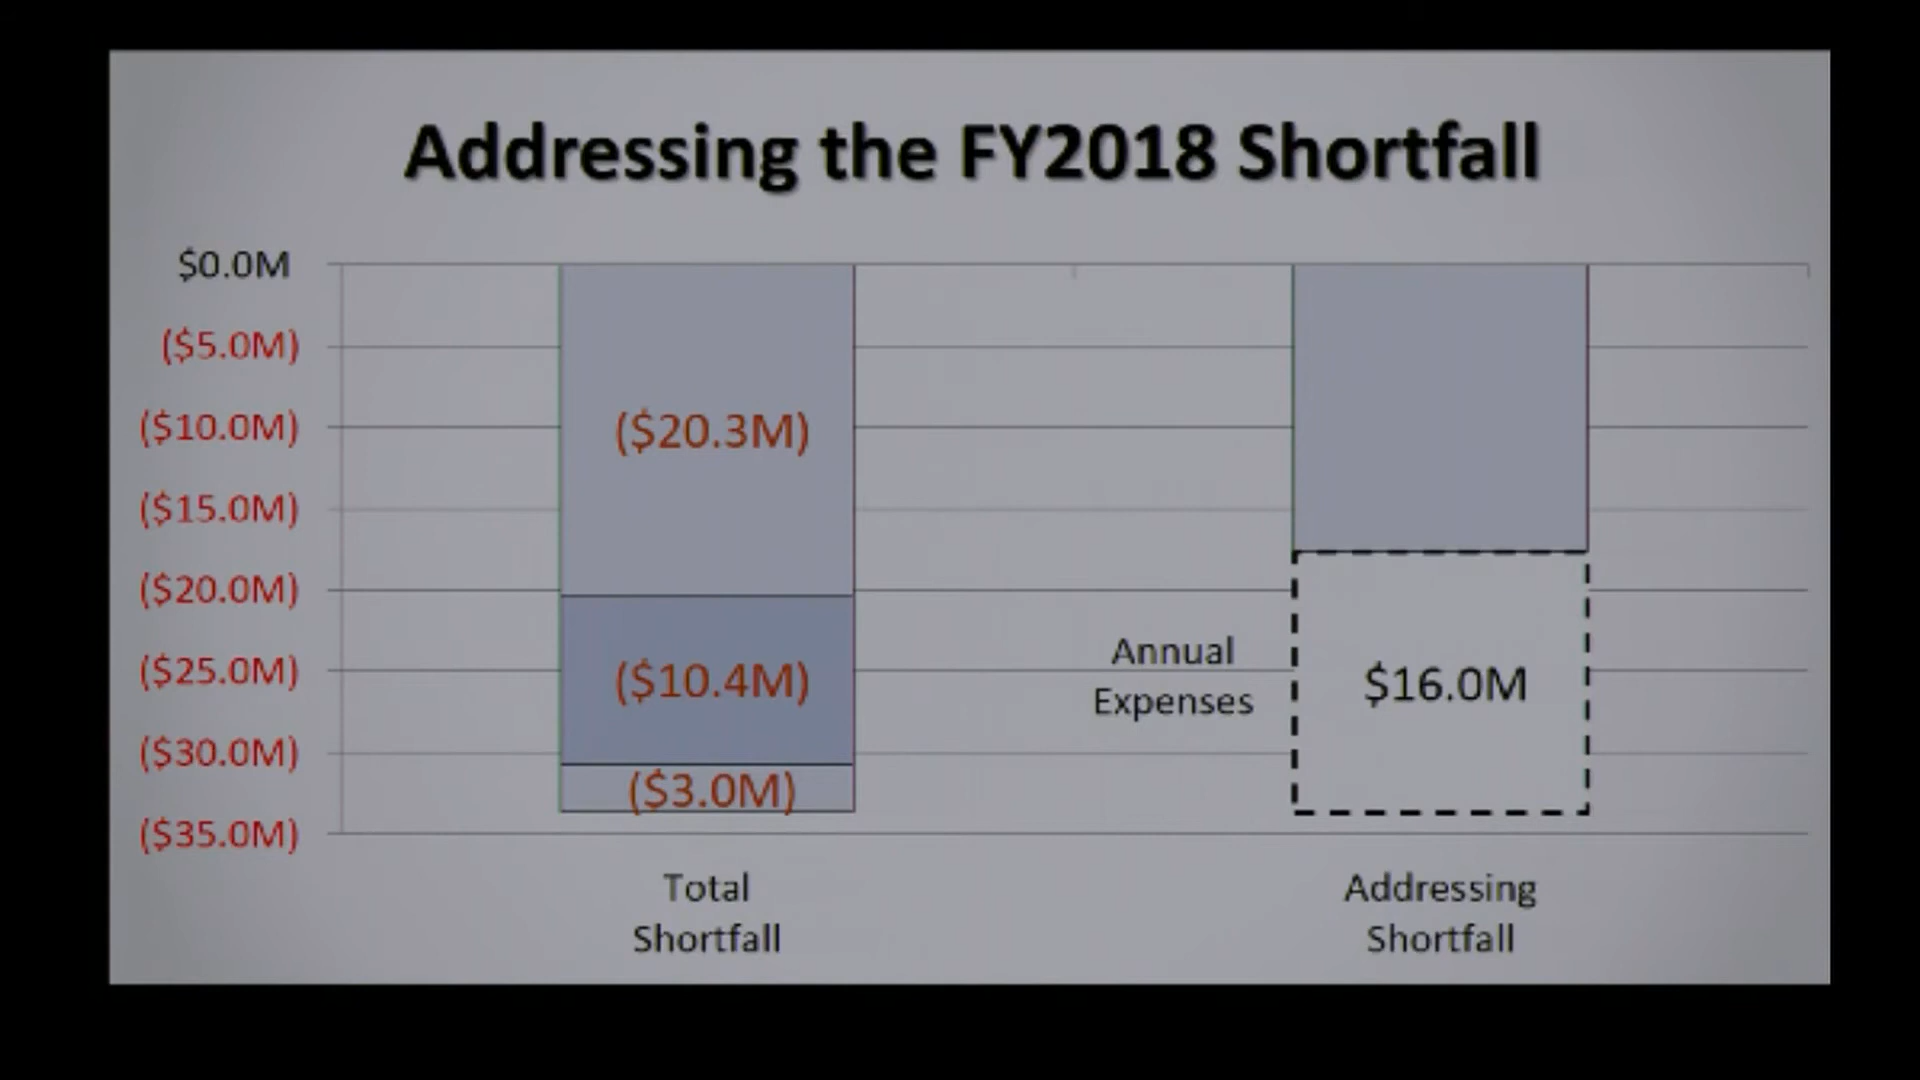 Addressing the FY2018 Shortfall
$0.0M
($5.0M)
($10.0M)
($15.0M)
($20.0M)
($25.0M)
($30.0M)
($35.0M)
($20.3M)
($10.4M)
($3.0M)
Annual
Expenses
$16.0M
Total
Shortfall
Addressing
Shortfall